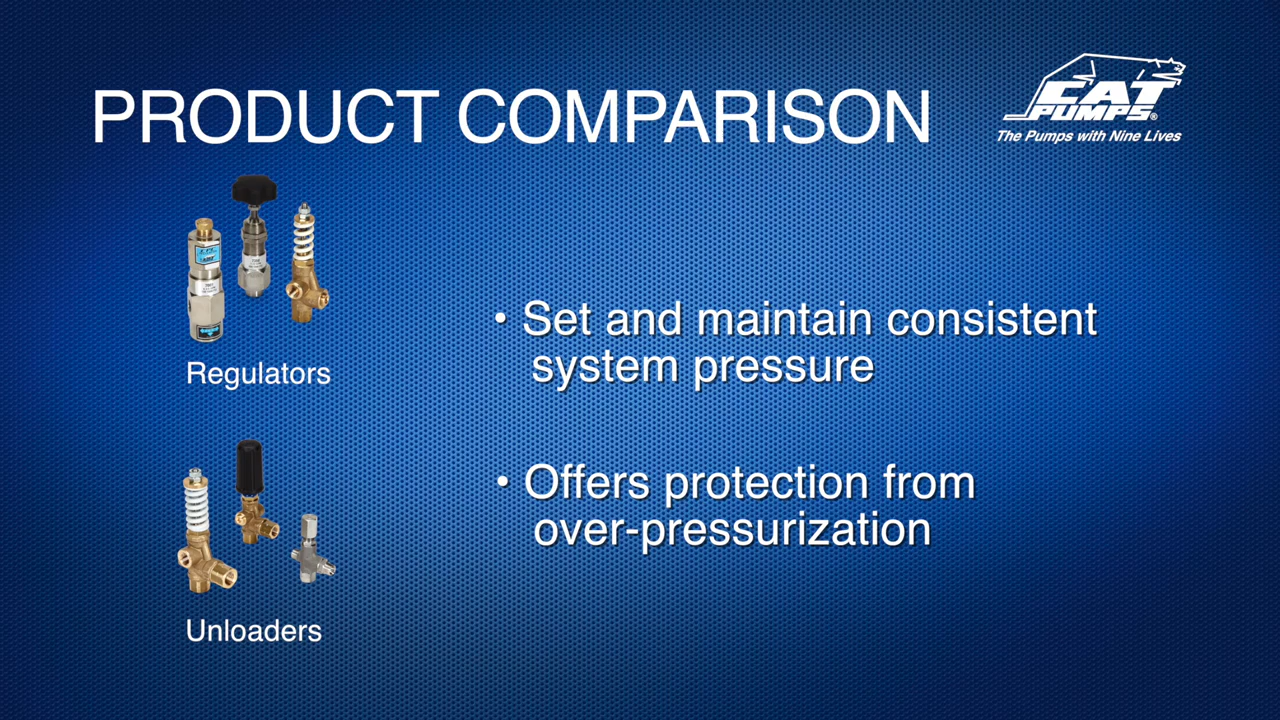 PRODUCT COMPARISON
CAT
PUMPS®
The Pumps with Nine Lives
Regulators
• Set and maintain consistent
system pressure
• Offers protection from
over-pressurization
Unloaders